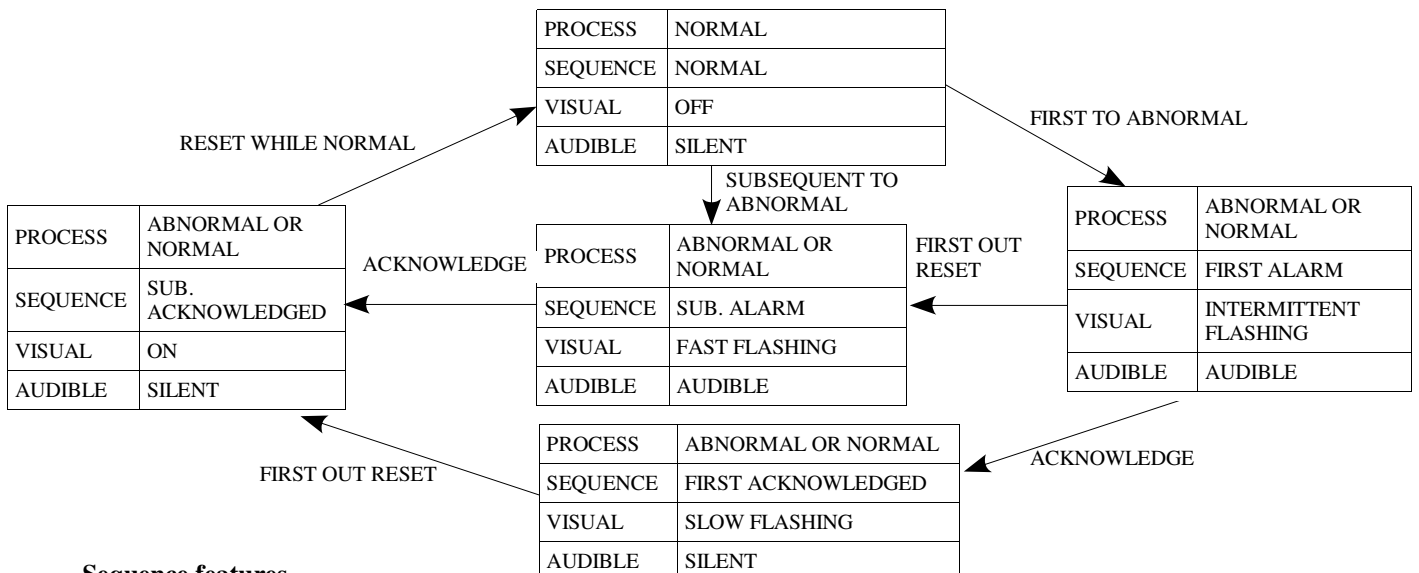 PROCESS NORMAL
SEQUENCE NORMAL
VISUAL OFF
AUDIBLE SILENT
RESET WHILE NORMAL
FIRST TO ABNORMAL
SUBSEQUENT TO
ABNORMAL
PROCESS ABNORMAL OR
NORMAL
SEQUENCE SUB.
ACKNOWLEDGED
VISUAL ON
AUDIBLE SILENT
ACKNOWLEDGE
PROCESS ABNORMAL OR
NORMAL
SEQUENCE SUB. ALARM
VISUAL FAST FLASHING
AUDIBLE AUDIBLE
FIRST OUT
RESET
PROCESS ABNORMAL OR
NORMAL
SEQUENCE FIRST ALARM
VISUAL INTERMITTENT
FLASHING
AUDIBLE AUDIBLE
FIRST OUT RESET
PROCESS ABNORMAL OR NORMAL
SEQUENCE FIRST ACKNOWLEDGED
VISUAL SLOW FLASHING
AUDIBLE SILENT
ACKNOWLEDGE
Sequence features